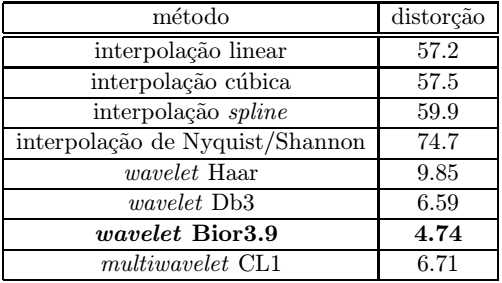 método distorção
interpolação linear 57.2
interpolação cúbica 57.5
interpolação spline 59.9
interpolação de Nyquist/Shannon 74.7
wavelet Haar 9.85
wavelet Db3 6.59
wavelet Bior3.9 4.74
multiwavelet CL1 6.71